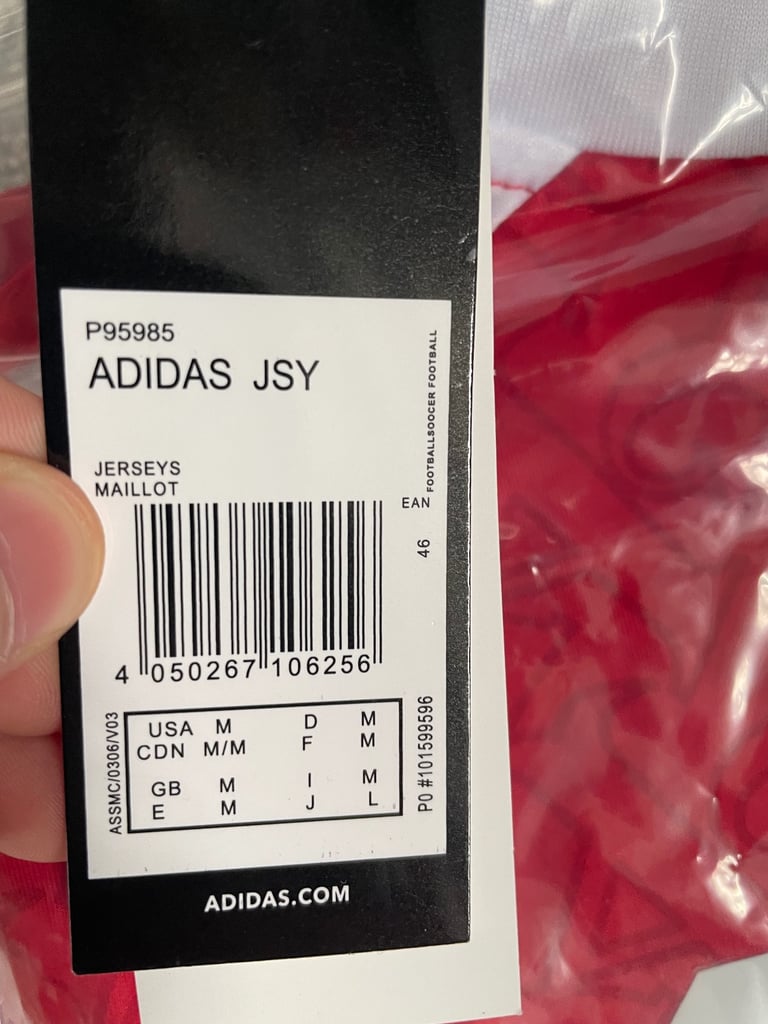 P95985
ADIDAS JSY
JERSEYS
MAILLOT
FOOTBALLSOCCER FOOTBALL
EAN
46
4 050267 106256
ASSMC/0306/V03
USA M D M
CDN M/M F M
GB M I M
E M J L
PO #101599596
ADIDAS.COM